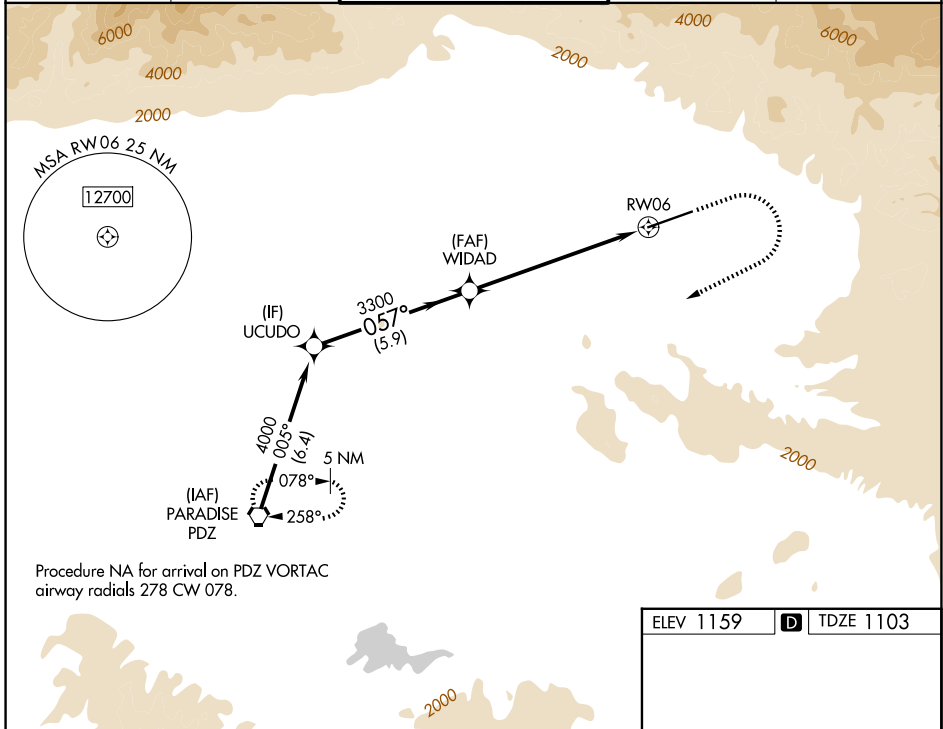 6000
4000
2000
4000
6000
2000
MSA RW06 25 NM
12700
RW06
(FAF)
WIDAD
(IF)
UCUDO
3300
057°
(5.9)
4000
005°
(6.4)
5 NM
078°
258°
(IAF)
PARADISE
PDZ
2000
Procedure NA for arrival on PDZ VORTAC
airway radials 278 CW 078.
2000
ELEV 1159 D TDZE 1103